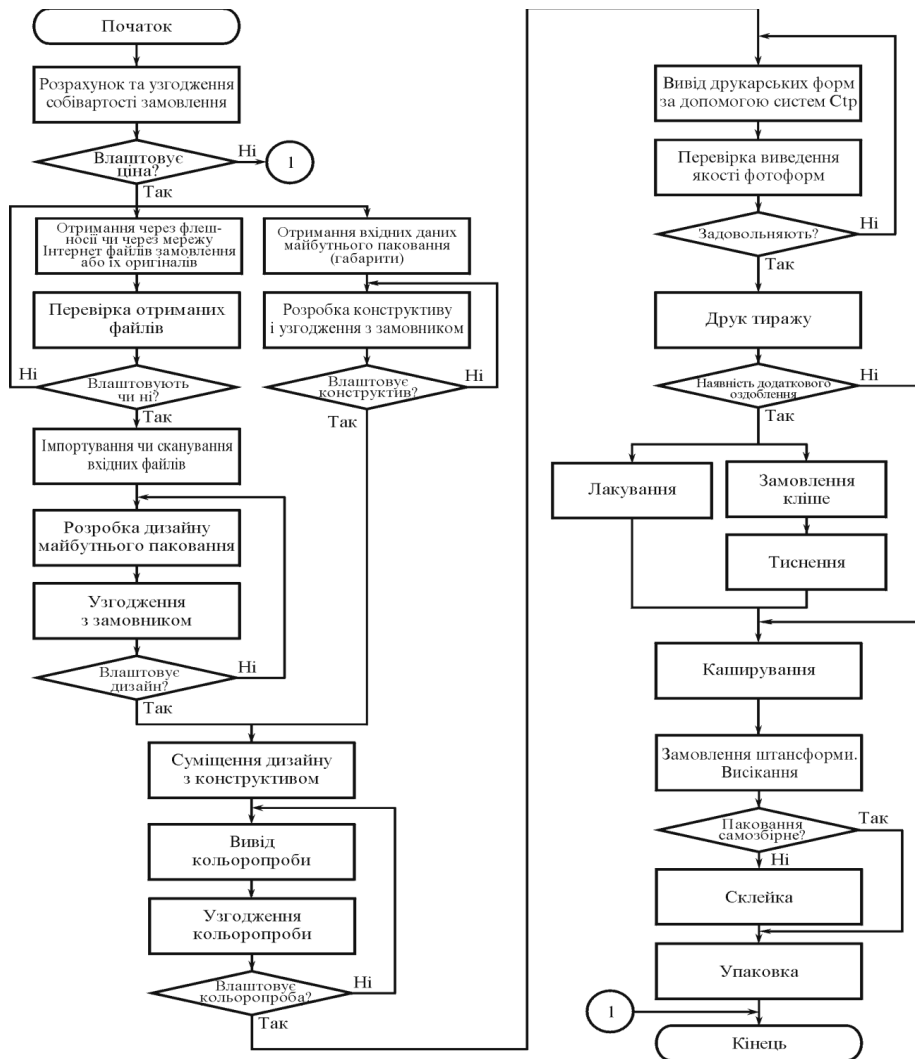 Початок
Розрахунок та узгодження
собівартості замовлення
Влаштовує
ціна?
Ні
1
Так
Отримання через флеш-
носії чи через мережу
Інтернет файлів замовлення
або їх оригіналів
Отримання вхідних даних
майбутнього паковання
(габарити)
Перевірка отриманих
файлів
Розробка конструктиву
і узгодження з замовником
Ні
Влаштовують
чи ні?
Влаштовує
конструктив?
Ні
Так
Так
Імпортування чи сканування
вхідних файлів
Розробка дизайну
майбутнього паковання
Узгодження
з замовником
Влаштовує
дизайн?
Ні
Так
Суміщення дизайну
з конструктивом
Вивід
кольоропроби
Узгодження
кольоропроби
Влаштовує
кольоропроба?
Ні
Так
Вивід друкарських форм
за допомогою систем Ctp
Перевірка виведення
якості фотоформ
Задовольняють?
Ні
Так
Друк тиражу
Наявність додаткового
оздоблення
Ні
Так
Лакування
Замовлення
кліше
Тиснення
Каширування
Замовлення штансформи.
Висікання
Паковання
самозбірне?
Так
Ні
Склейка
Упаковка
1
Кінець